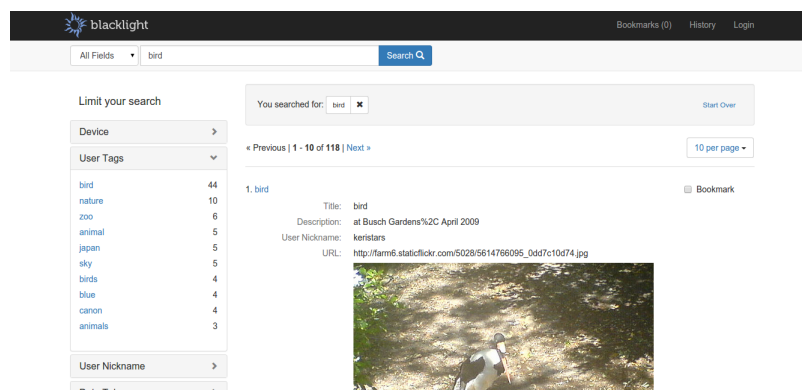 blacklight
Bookmarks (0) History Login
All Fields bird Search
Limit your search
Device
User Tags
bird 44
nature 10
zoo 6
animal 5
japan 5
sky 5
birds 4
blue 4
canon 4
animals 3
User Nickname
You searched for: bird ✖ Start Over
« Previous | 1 - 10 of 118 | Next » 10 per page
1. bird Bookmark
Title: bird
Description: at Busch Gardens%2C April 2009
User Nickname: keristars
URL: http://farm6.staticflickr.com/5028/5614766095_0dd7c10d74.jpg